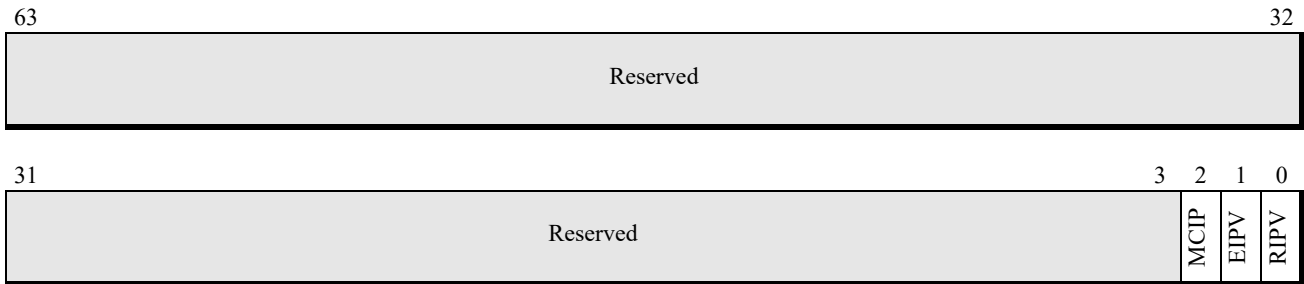 63 32
Reserved
31 3 2 1 0
Reserved MCIP EIPV RIPV